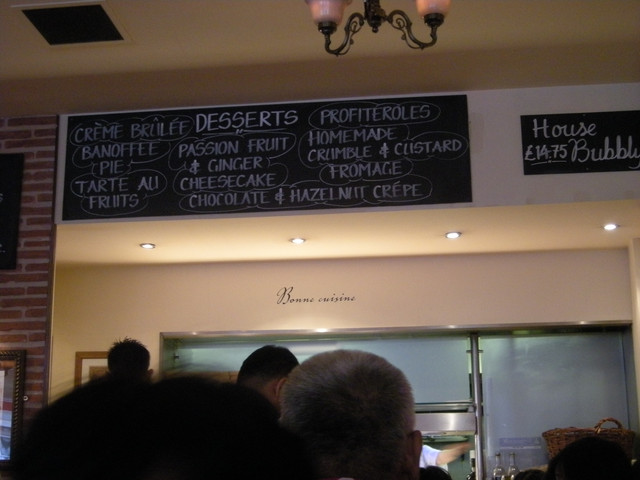 DESSERTS
CRÈME BRÛLÉE
BANOFFEE
PIE
TARTE AU
FRUITS
PASSION FRUIT
& GINGER
CHEESECAKE
PROFITEROLES
HOMEMADE
CRUMBLE & CUSTARD
FROMAGE
CHOCOLATE & HAZELNUT CRÊPE
House
£14.75 Bubbly
Bonne cuisine